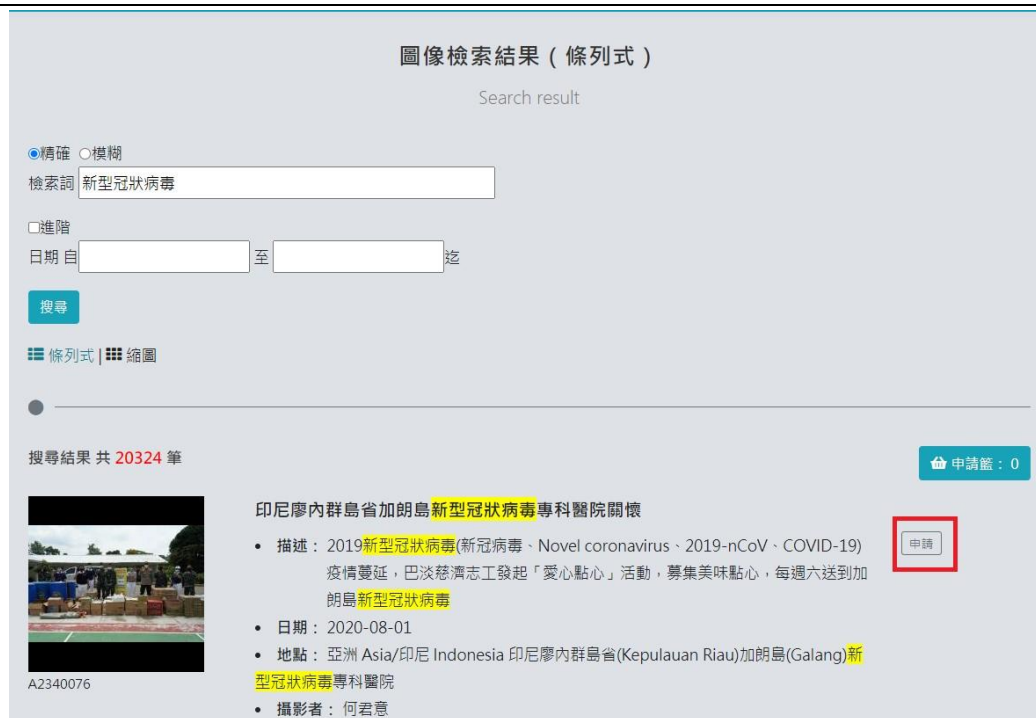 圖像檢索結果（條列式）
Search result
精確 模糊
檢索詞 新型冠狀病毒
進階
日期 自 至 迄
搜尋
條列式 | 縮圖
搜尋結果 共 20324 筆
申請籃：0
印尼廖內群島省加朗島新型冠狀病毒專科醫院關懷
申請
• 描述：2019新型冠狀病毒(新冠病毒、Novel coronavirus、2019-nCoV、COVID-19)
疫情蔓延，巴淡慈濟志工發起「愛心點心」活動，募集美味點心，每週六送到加
朗島新型冠狀病毒
• 日期：2020-08-01
• 地點：亞洲 Asia/印尼 Indonesia 印尼廖內群島省(Kepulauan Riau)加朗島(Galang)新
型冠狀病毒專科醫院
A2340076
• 攝影者：何君意